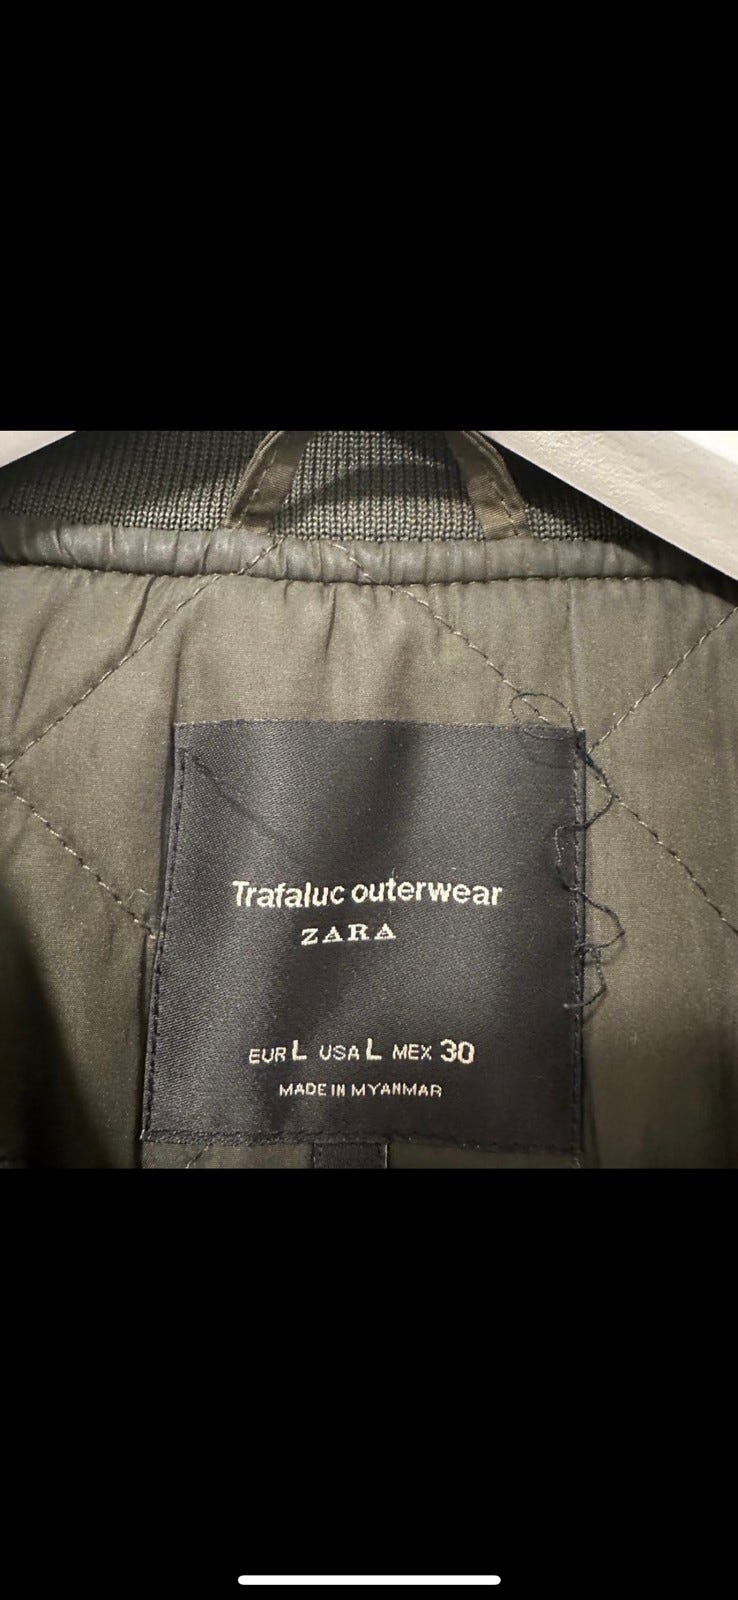 Trafaluc outerwear
ZARA
EUR L USA L MEX 30
MADE IN MYANMAR